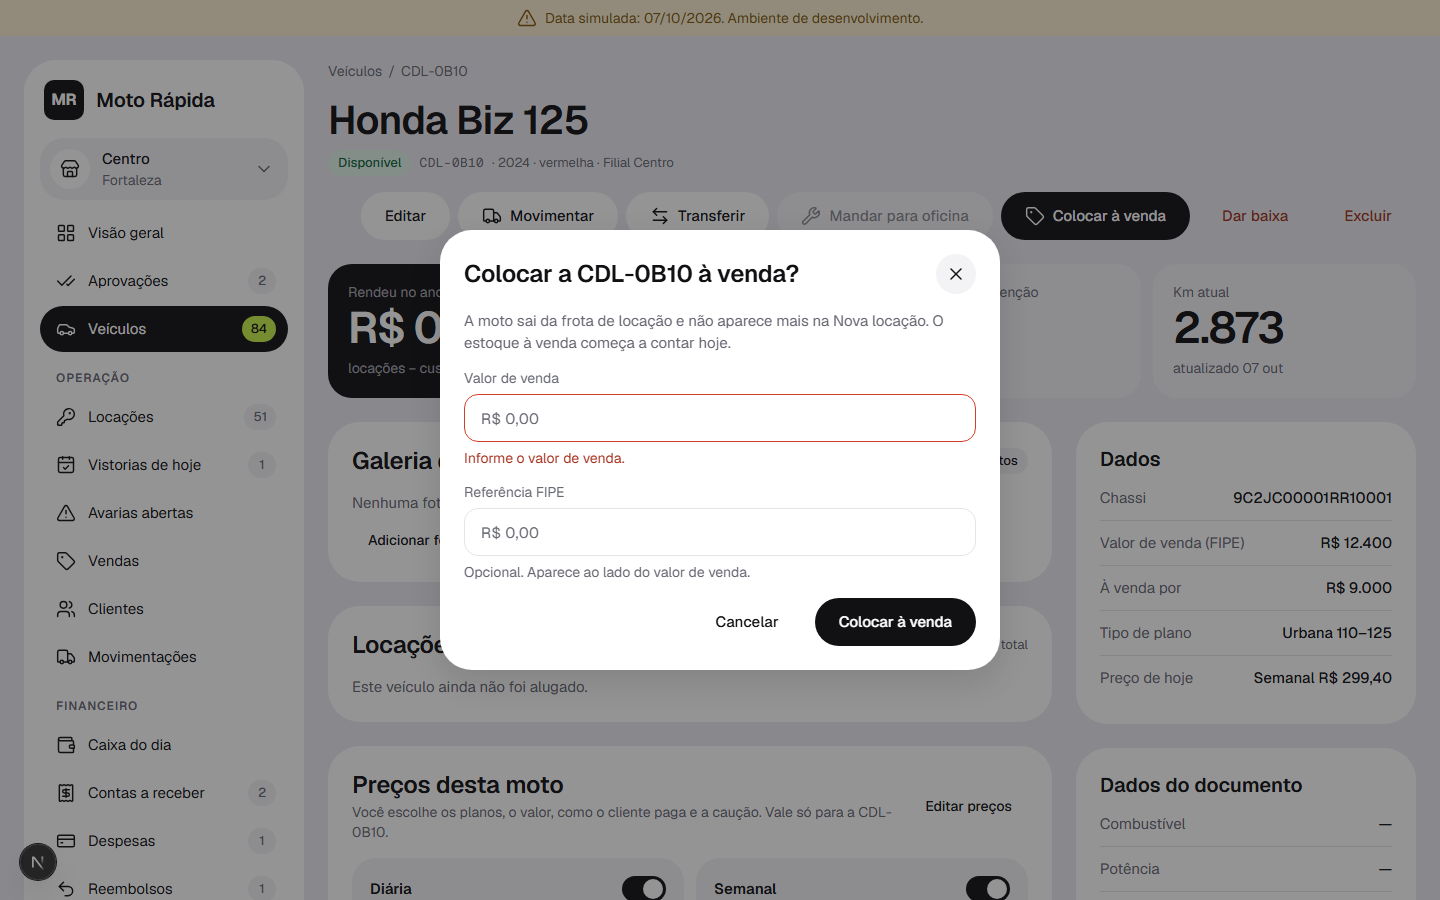 Data simulada: 07/10/2026. Ambiente de desenvolvimento.
MR Moto Rápida
Centro
Fortaleza
Visão geral
Aprovações 2
Veículos 84
OPERAÇÃO
Locações 51
Vistorias de hoje 1
Avarias abertas
Vendas
Clientes
Movimentações
FINANCEIRO
Caixa do dia
Contas a receber 2
Despesas 1
Reembolsos 1
N
Veículos / CDL-0B10
Honda Biz 125
Disponível CDL-0B10 · 2024 · vermelha · Filial Centro
Editar Movimentar Transferir Mandar para oficina Colocar à venda Dar baixa Excluir
Rendeu no
R$ 0
locações –
Km atual
2.873
atualizado 07 out
Colocar a CDL-0B10 à venda?
A moto sai da frota de locação e não aparece mais na Nova locação. O
estoque à venda começa a contar hoje.
Valor de venda
R$ 0,00
Informe o valor de venda.
Referência FIPE
R$ 0,00
Opcional. Aparece ao lado do valor de venda.
Cancelar Colocar à venda
Galeria
Nenhuma
Adicionar
Locações
total
Este veículo ainda não foi alugado.
Preços desta moto
Você escolhe os planos, o valor, como o cliente paga e a caução. Vale só para a CDL-
0B10.
Editar preços
Diária
Semanal
Dados
Chassi 9C2JC00001RR10001
Valor de venda (FIPE) R$ 12.400
À venda por R$ 9.000
Tipo de plano Urbana 110–125
Preço de hoje Semanal R$ 299,40
Dados do documento
Combustível —
Potência —